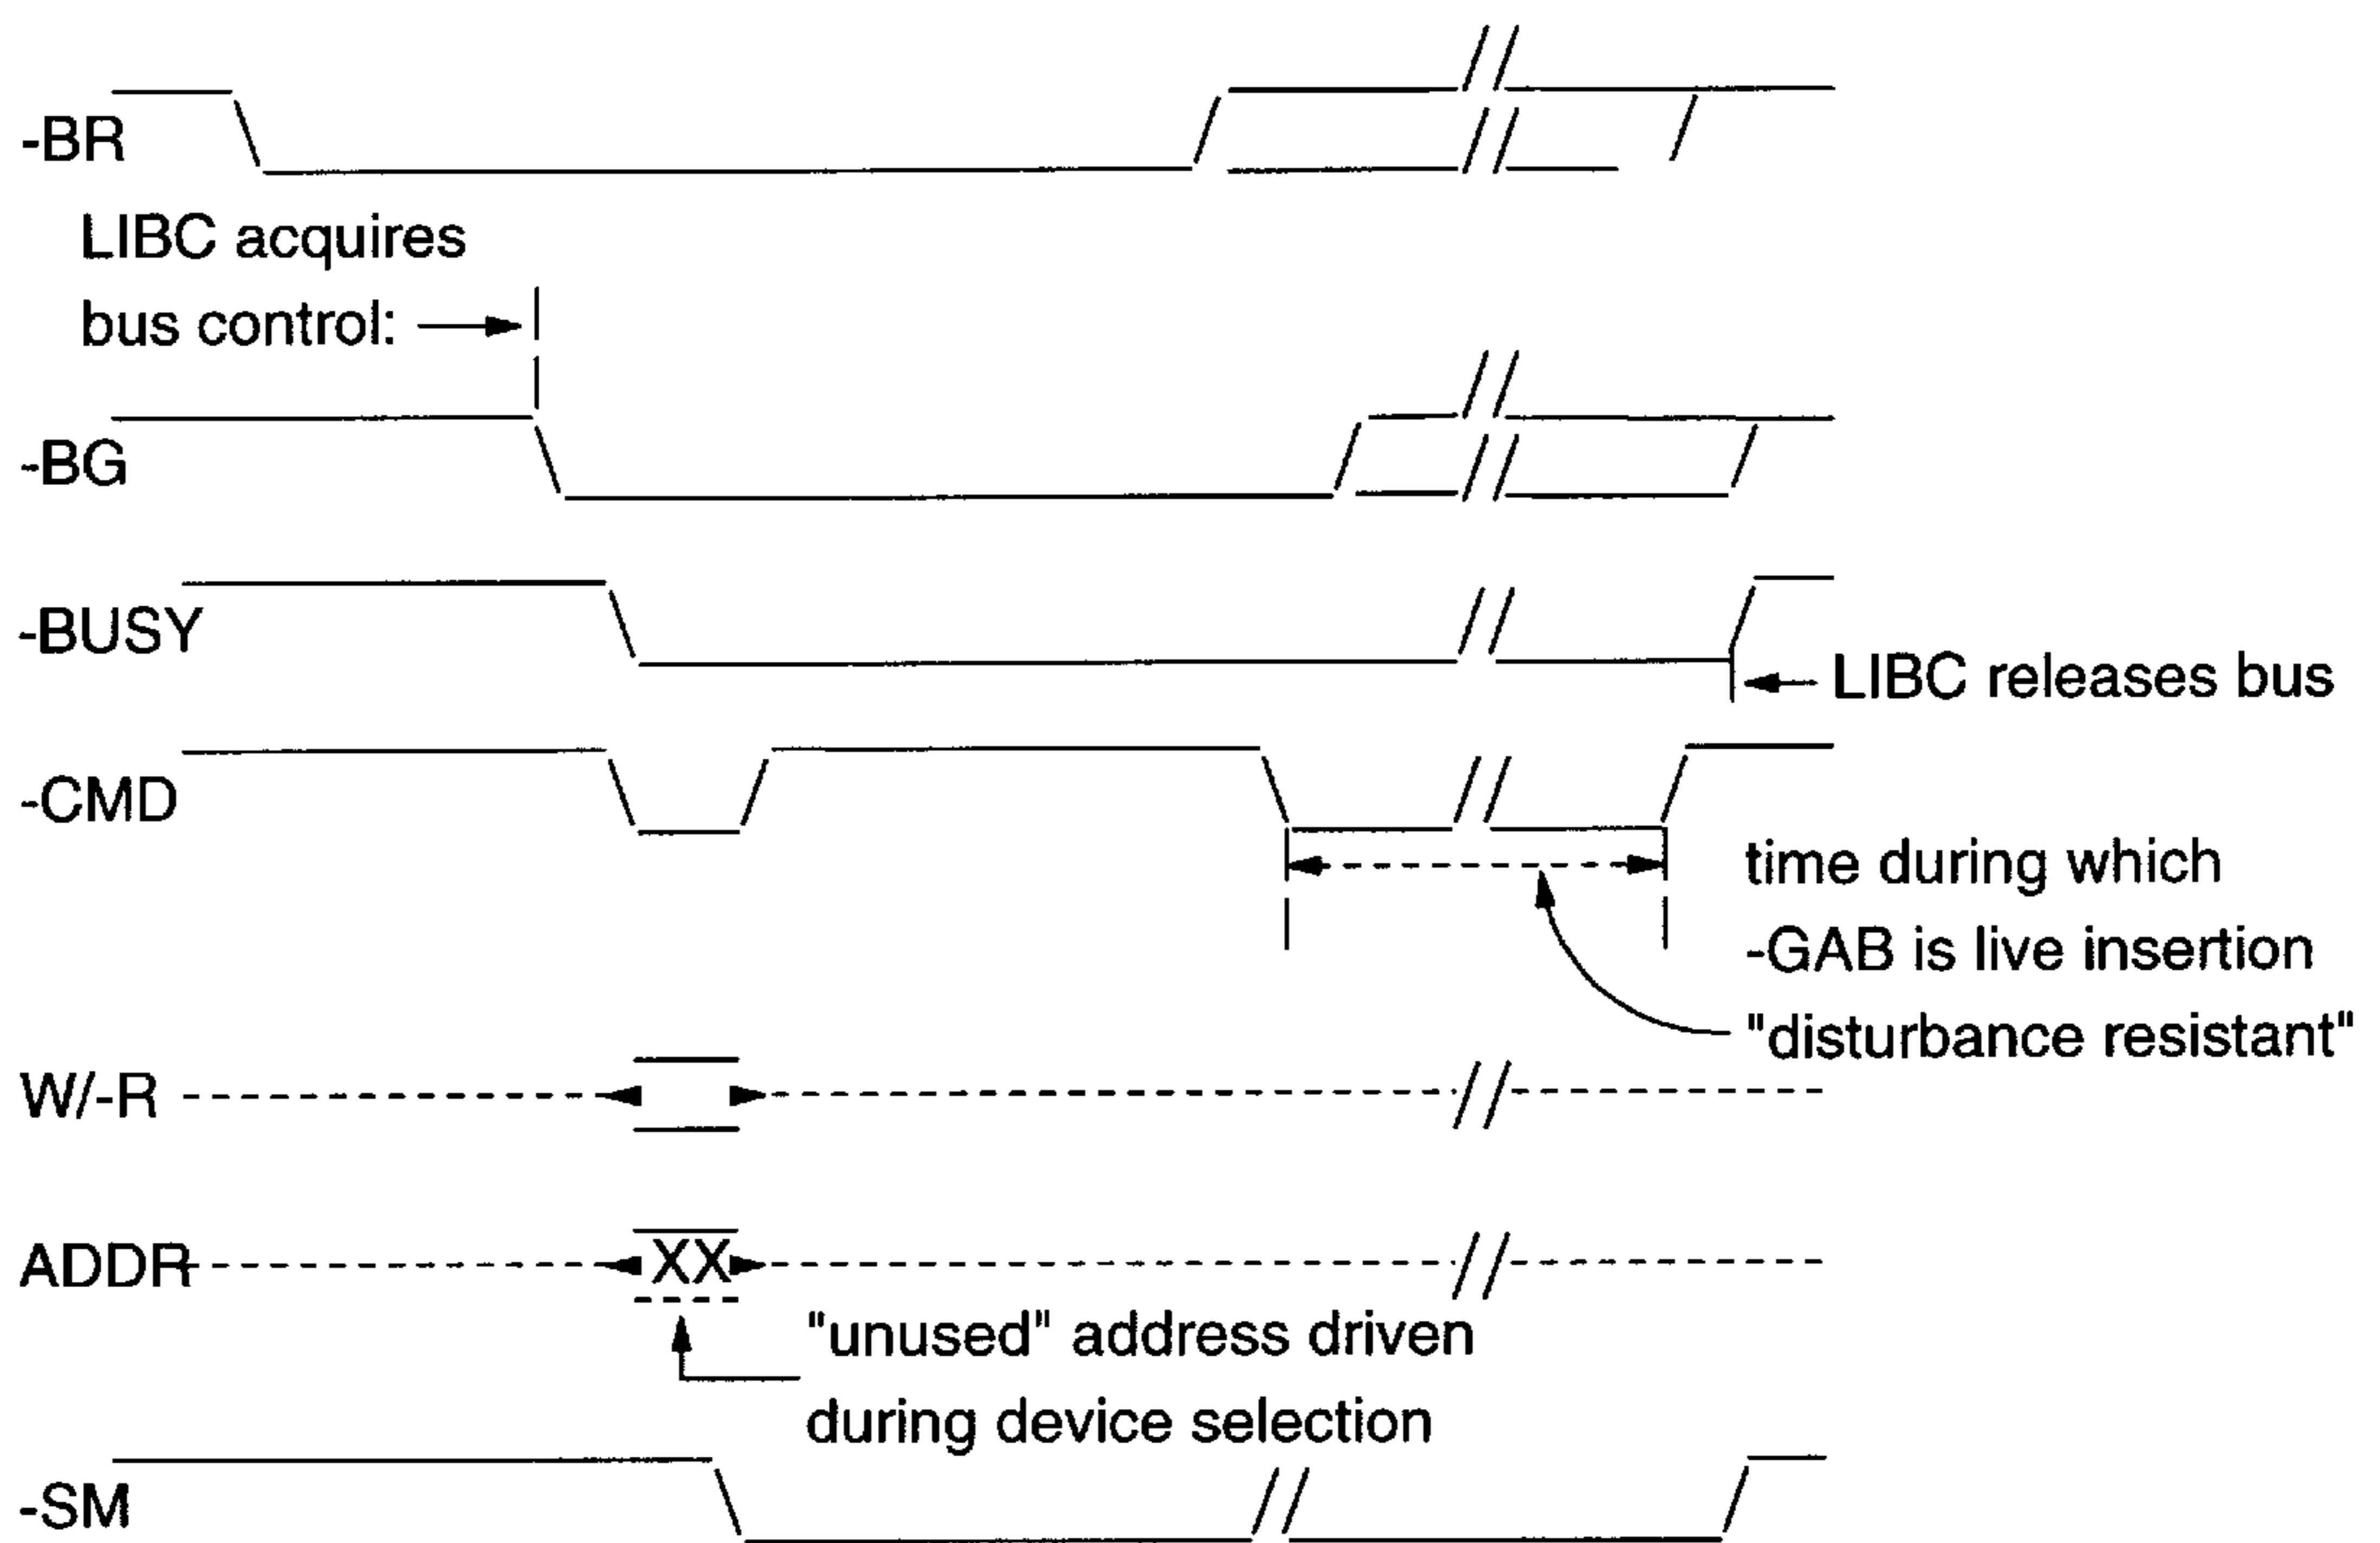 -BR
LIBC acquires
bus control:
-BG
-BUSY
LIBC releases bus
-CMD
time during which
-GAB is live insertion
"disturbance resistant"
W/-R
ADDR
XX
"unused" address driven
during device selection
-SM